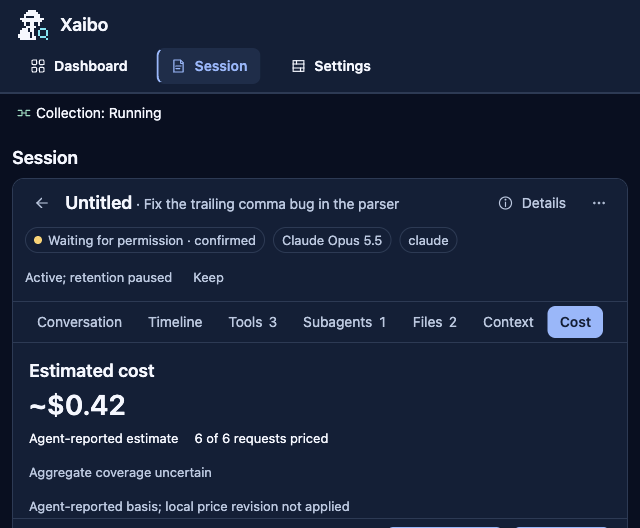 Xaibo
Dashboard Session Settings
Collection: Running
Session
Untitled · Fix the trailing comma bug in the parser Details ···
Waiting for permission · confirmed Claude Opus 5.5 claude
Active; retention paused Keep
Conversation Timeline Tools 3 Subagents 1 Files 2 Context Cost
Estimated cost
~$0.42
Agent-reported estimate 6 of 6 requests priced
Aggregate coverage uncertain
Agent-reported basis; local price revision not applied